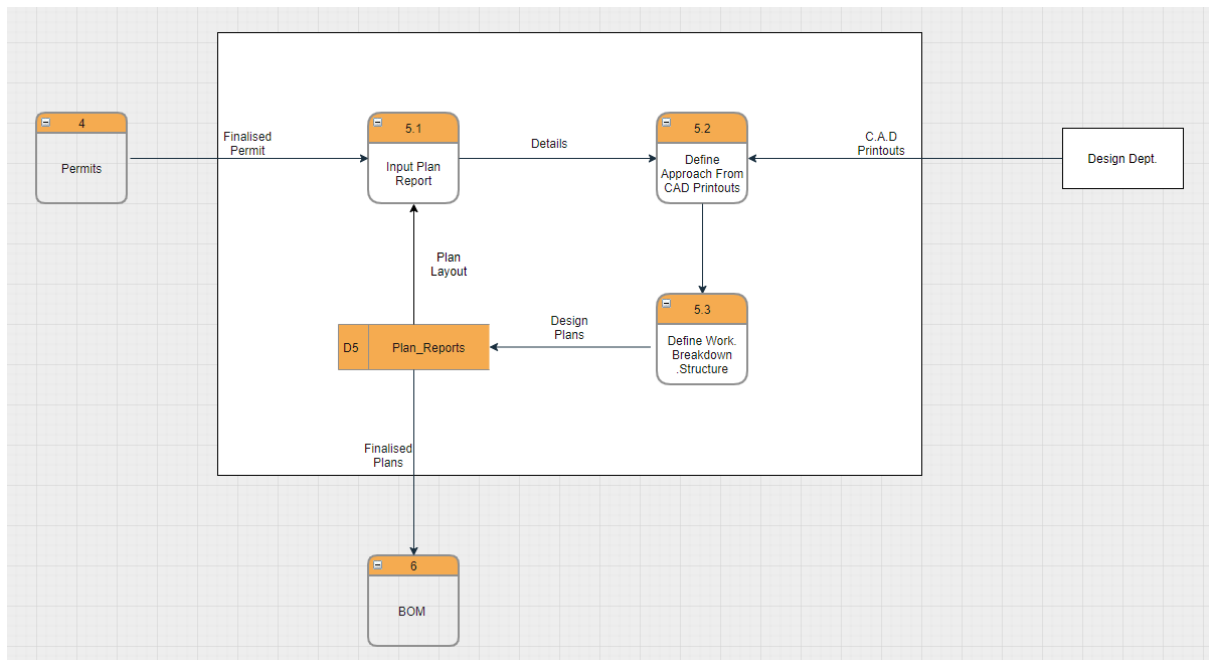 4
Permits
Finalised
Permit
5.1
Input Plan
Report
Details
5.2
Define
Approach From
CAD Printouts
C.A.D
Printouts
Design Dept.
Plan
Layout
D5
Plan_Reports
Design
Plans
5.3
Define Work.
Breakdown
.Structure
Finalised
Plans
6
BOM